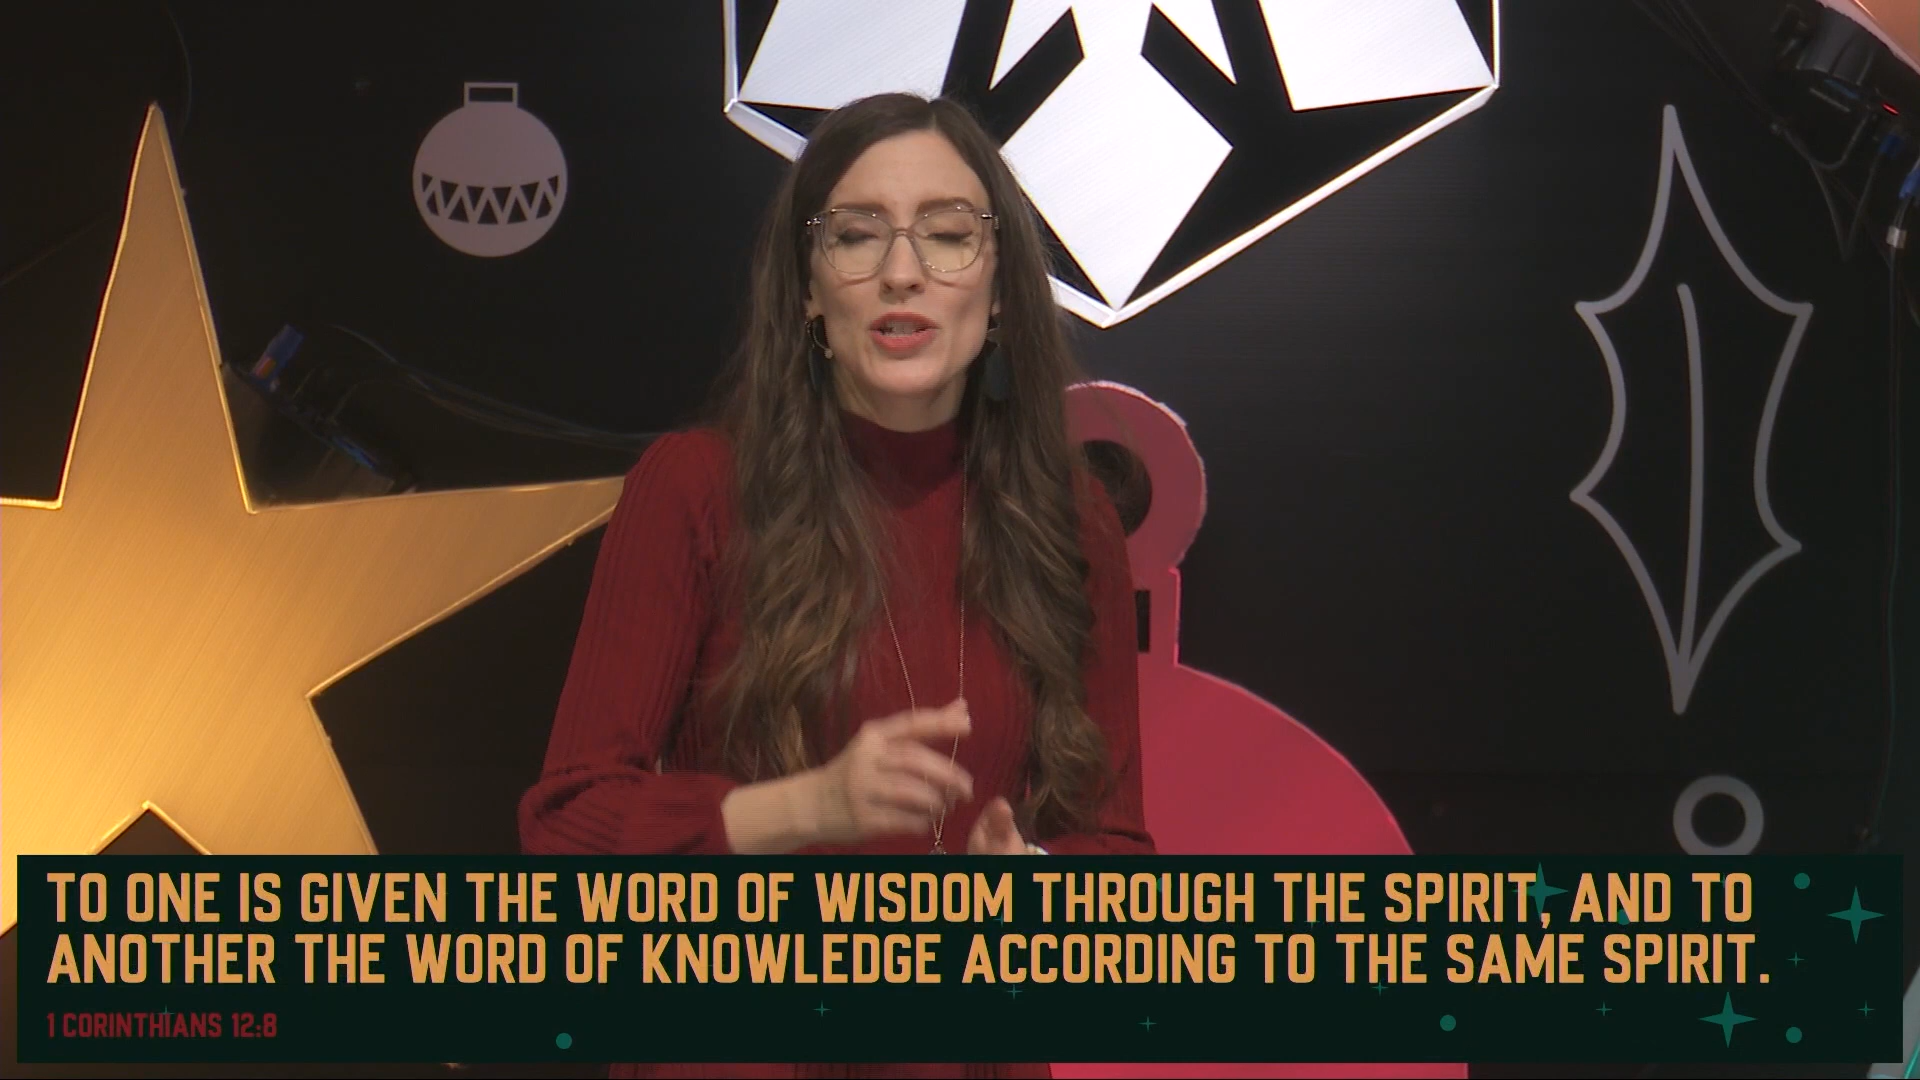 TO ONE IS GIVEN THE WORD OF WISDOM THROUGH THE SPIRIT, AND TO
ANOTHER THE WORD OF KNOWLEDGE ACCORDING TO THE SAME SPIRIT.
1 CORINTHIANS 12:8